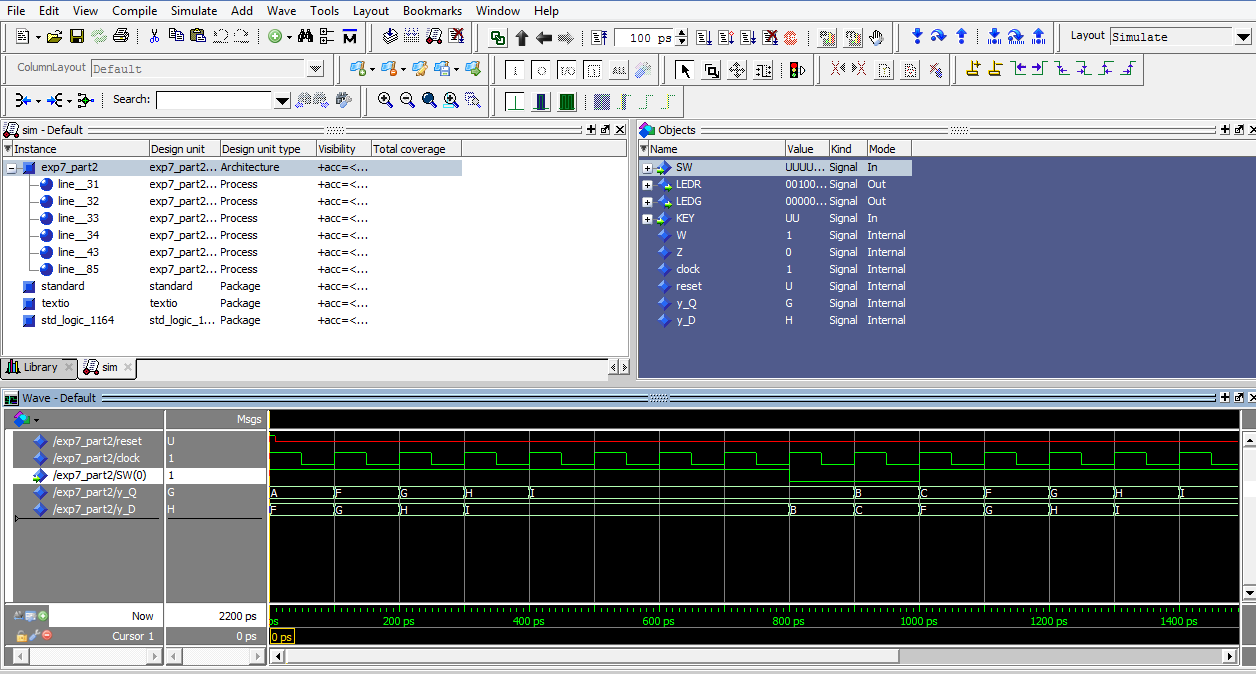 File Edit View Compile Simulate Add Wave Tools Layout Bookmarks Window Help
100 ps
Layout Simulate
ColumnLayout Default
Search:
sim - Default
Instance Design unit Design unit type Visibility Total coverage
exp7_part2 exp7_part2... Architecture +acc=<...
line__31 exp7_part2... Process +acc=<...
line__32 exp7_part2... Process +acc=<...
line__33 exp7_part2... Process +acc=<...
line__34 exp7_part2... Process +acc=<...
line__43 exp7_part2... Process +acc=<...
line__85 exp7_part2... Process +acc=<...
standard standard Package +acc=<...
textio textio Package +acc=<...
std_logic_1164 std_logic_1... Package +acc=<...
Library sim
Objects
Name Value Kind Mode
SW UUUU... Signal In
LEDR 00100... Signal Out
LEDG 00000... Signal Out
KEY UU Signal In
W 1 Signal Internal
Z 0 Signal Internal
clock 1 Signal Internal
reset U Signal Internal
y_Q G Signal Internal
y_D H Signal Internal
Wave - Default
Msgs
/exp7_part2/reset U
/exp7_part2/clock 1
/exp7_part2/SW(0) 1
/exp7_part2/y_Q G A F G H I B C F G H I
/exp7_part2/y_D H F G H I B C F G H I
Now 2200 ps ps 200 ps 400 ps 600 ps 800 ps 1000 ps 1200 ps 1400 ps
Cursor 1 0 ps 0 ps